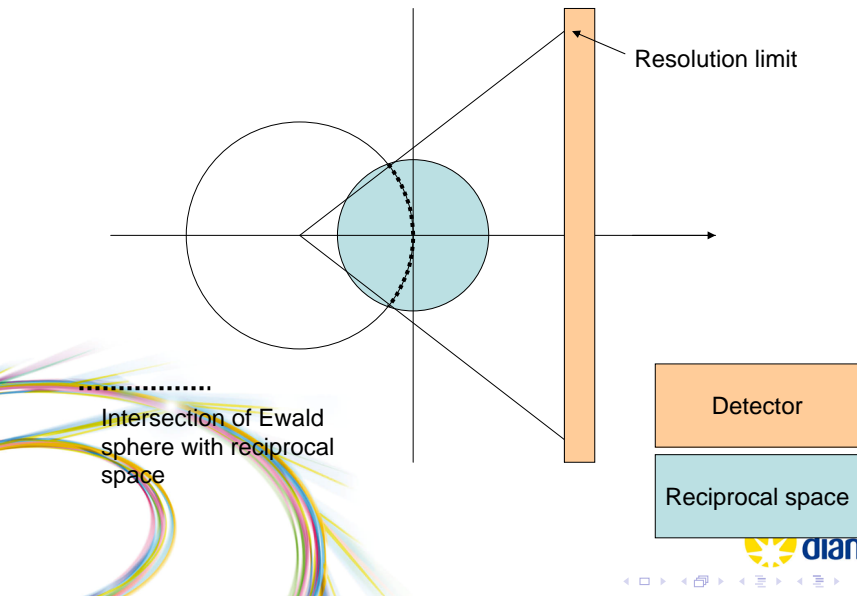 Resolution limit
Intersection of Ewald
sphere with reciprocal
space
Detector
Reciprocal space